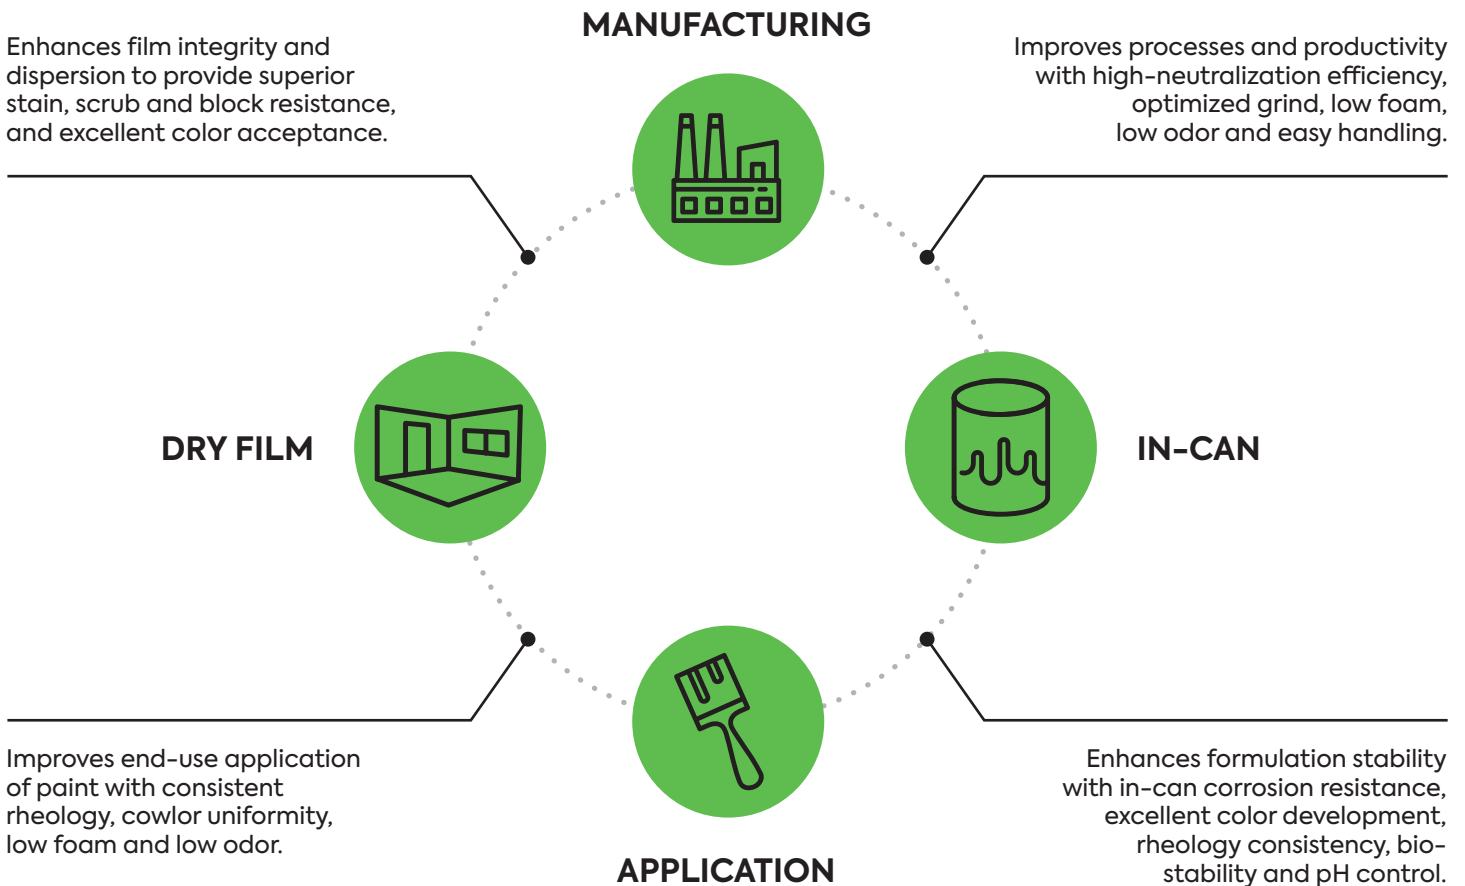 MANUFACTURING
Enhances film integrity and
dispersion to provide superior
stain, scrub and block resistance,
and excellent color acceptance.
Improves processes and productivity
with high-neutralization efficiency,
optimized grind, low foam,
low odor and easy handling.
DRY FILM
IN-CAN
Improves end-use application
of paint with consistent
rheology, cowlor uniformity,
low foam and low odor.
Enhances formulation stability
with in-can corrosion resistance,
excellent color development,
rheology consistency, bio-
stability and pH control.
APPLICATION